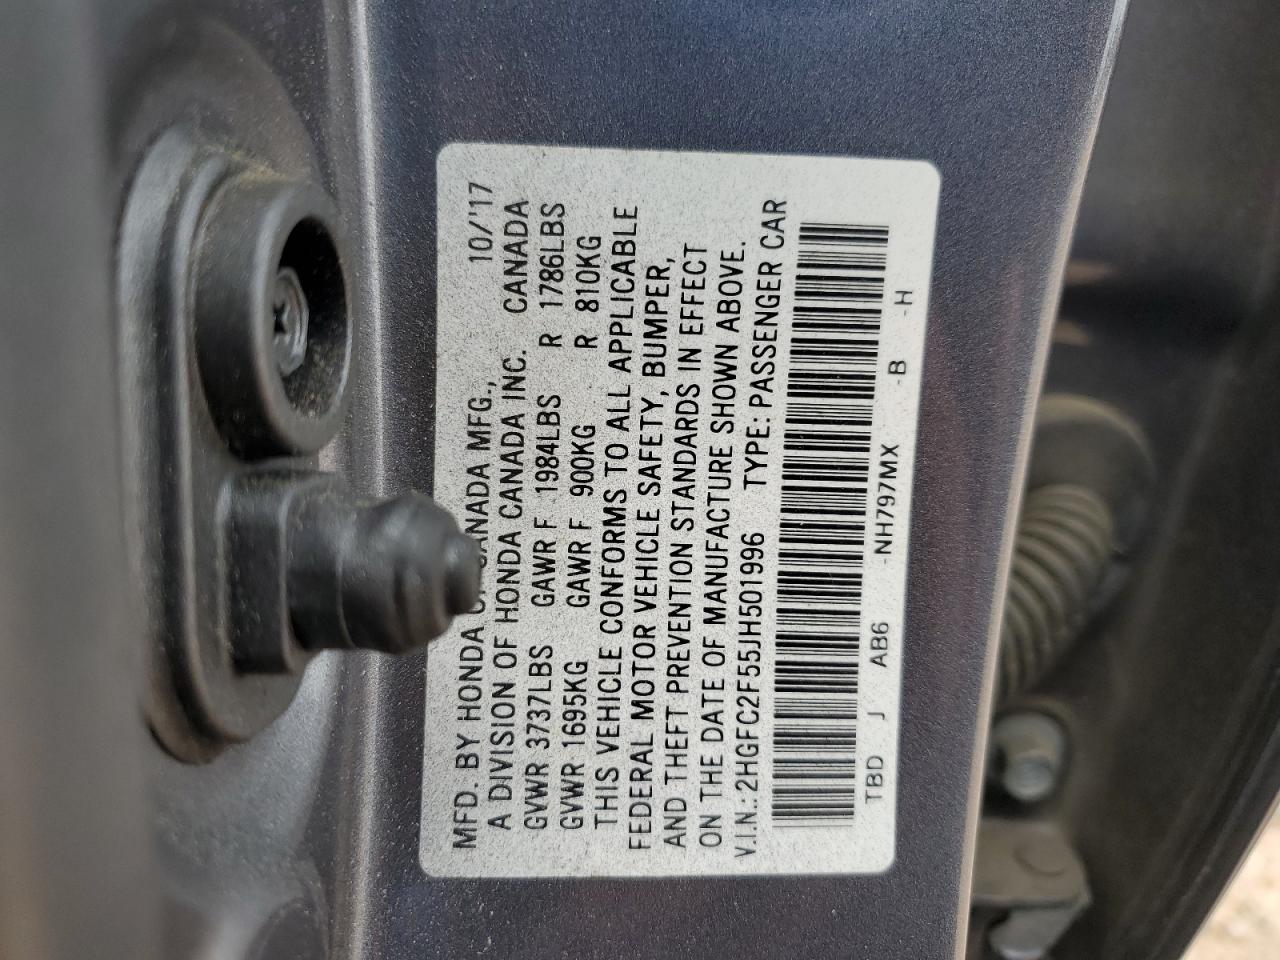 MFD. BY HONDA CANADA MFG., 10/'17
A DIVISION OF HONDA CANADA INC. CANADA
GVWR 3737LBS GAWR F 1984LBS R 1786LBS
GVWR 1695KG GAWR F 900KG R 810KG
THIS VEHICLE CONFORMS TO ALL APPLICABLE
FEDERAL MOTOR VEHICLE SAFETY, BUMPER,
AND THEFT PREVENTION STANDARDS IN EFFECT
ON THE DATE OF MANUFACTURE SHOWN ABOVE.
V.I.N.: 2HGFC2F55JH501996 TYPE: PASSENGER CAR
TBD J AB6 -NH797MX -B -H